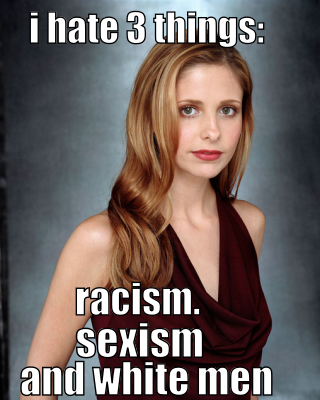 i hate 3 things:
racism.
sexism
and white men